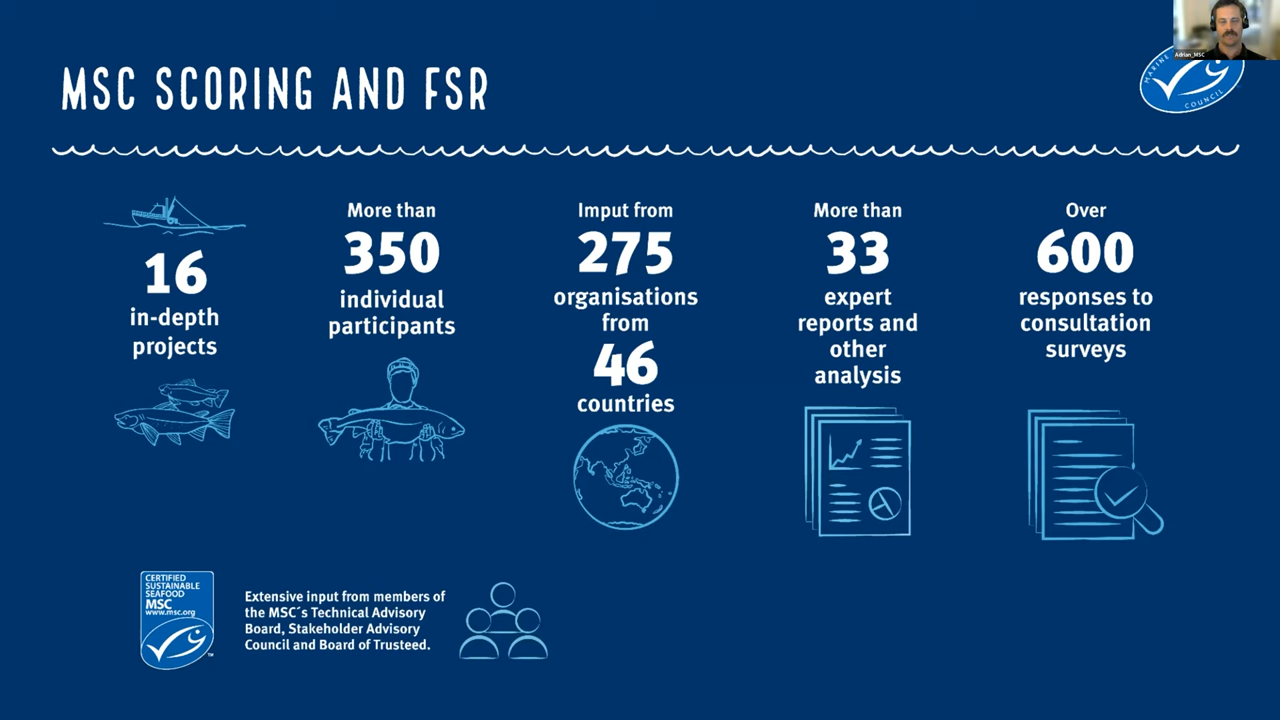 MSC SCORING AND FSR
Adrian_MSC
MARINE
COUNCIL
16
in-depth
projects
More than
350
individual
participants
Imput from
275
organisations
from
46
countries
More than
33
expert
reports and
other
analysis
Over
600
responses to
consultation
surveys
CERTIFIED
SUSTAINABLE
SEAFOOD
MSC
www.msc.org
TM
Extensive input from members of
the MSC´s Technical Advisory
Board, Stakeholder Advisory
Council and Board of Trusteed.